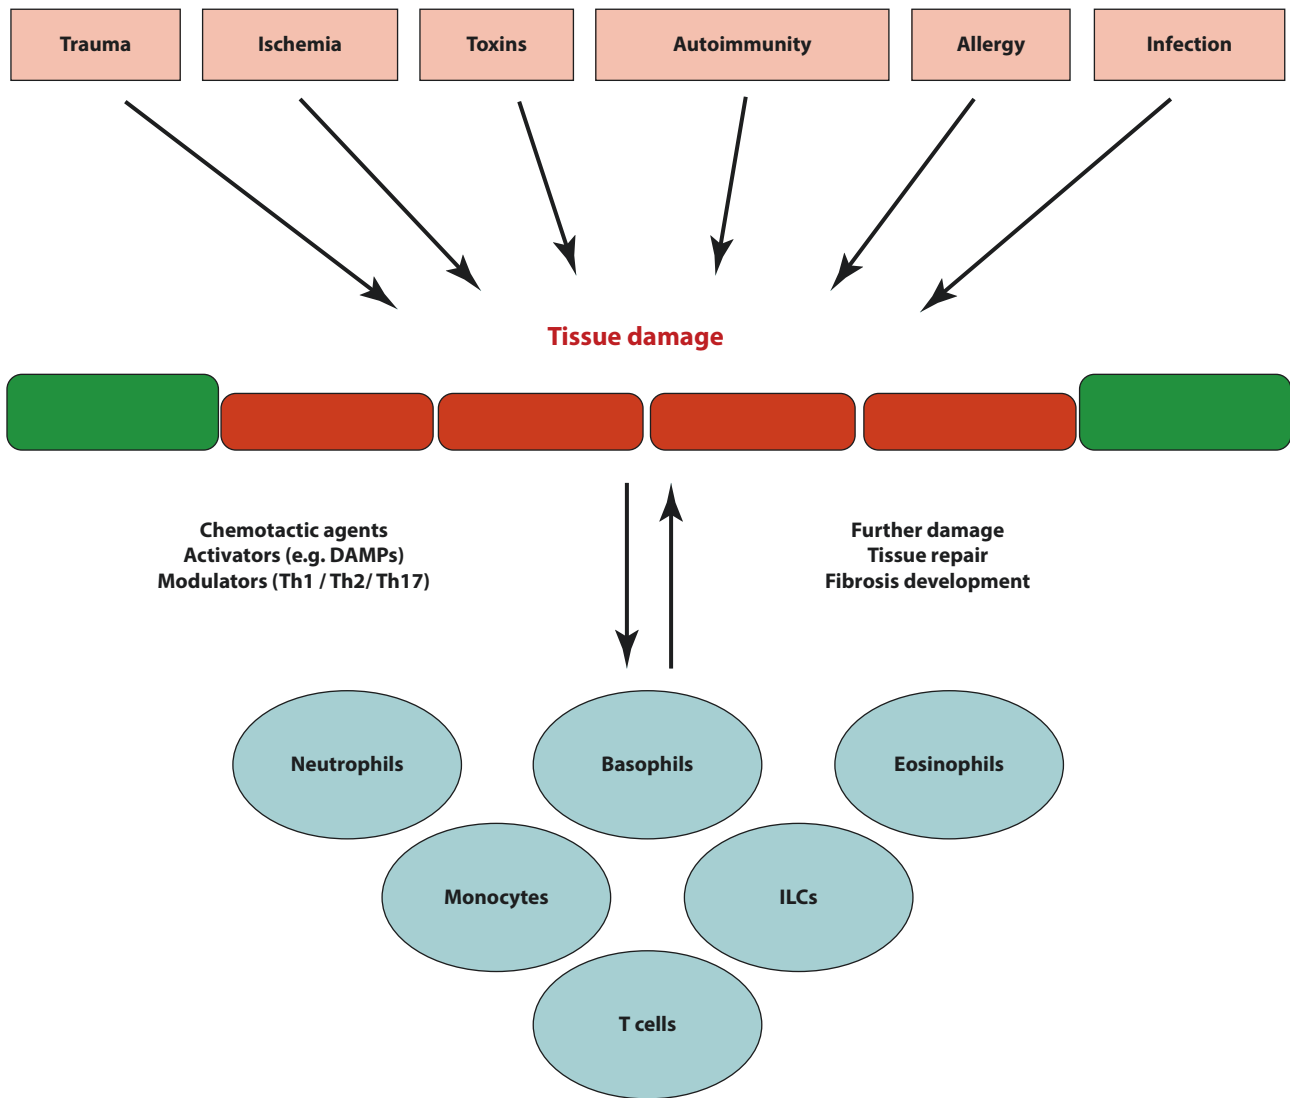 Trauma
Ischemia
Toxins
Autoimmunity
Allergy
Infection
Tissue damage
Chemotactic agents
Activators (e.g. DAMPs)
Modulators (Th1 / Th2/ Th17)
Further damage
Tissue repair
Fibrosis development
Neutrophils
Basophils
Eosinophils
Monocytes
ILCs
T cells